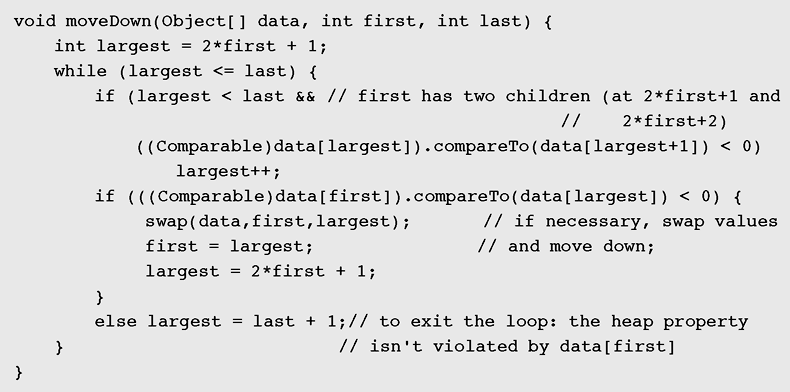 void moveDown(Object[] data, int first, int last) {
    int largest = 2*first + 1;
    while (largest <= last) {
        if (largest < last && // first has two children (at 2*first+1 and
                              //    2*first+2)
            ((Comparable)data[largest]).compareTo(data[largest+1]) < 0)
                largest++;
        if (((Comparable)data[first]).compareTo(data[largest]) < 0) {
             swap(data,first,largest);       // if necessary, swap values
             first = largest;                // and move down;
             largest = 2*first + 1;
        }
        else largest = last + 1;// to exit the loop: the heap property
    }                           // isn't violated by data[first]
}